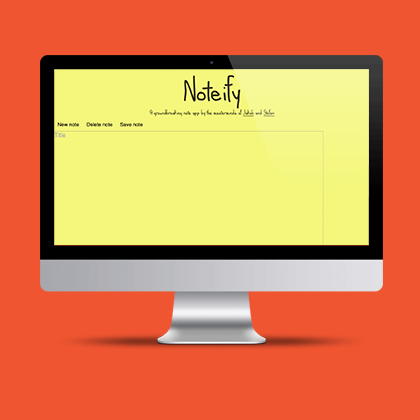 Noteify
A groundbreaking note app by the masterminds of Jakob and Stefan
New note Delete note Save note
Title